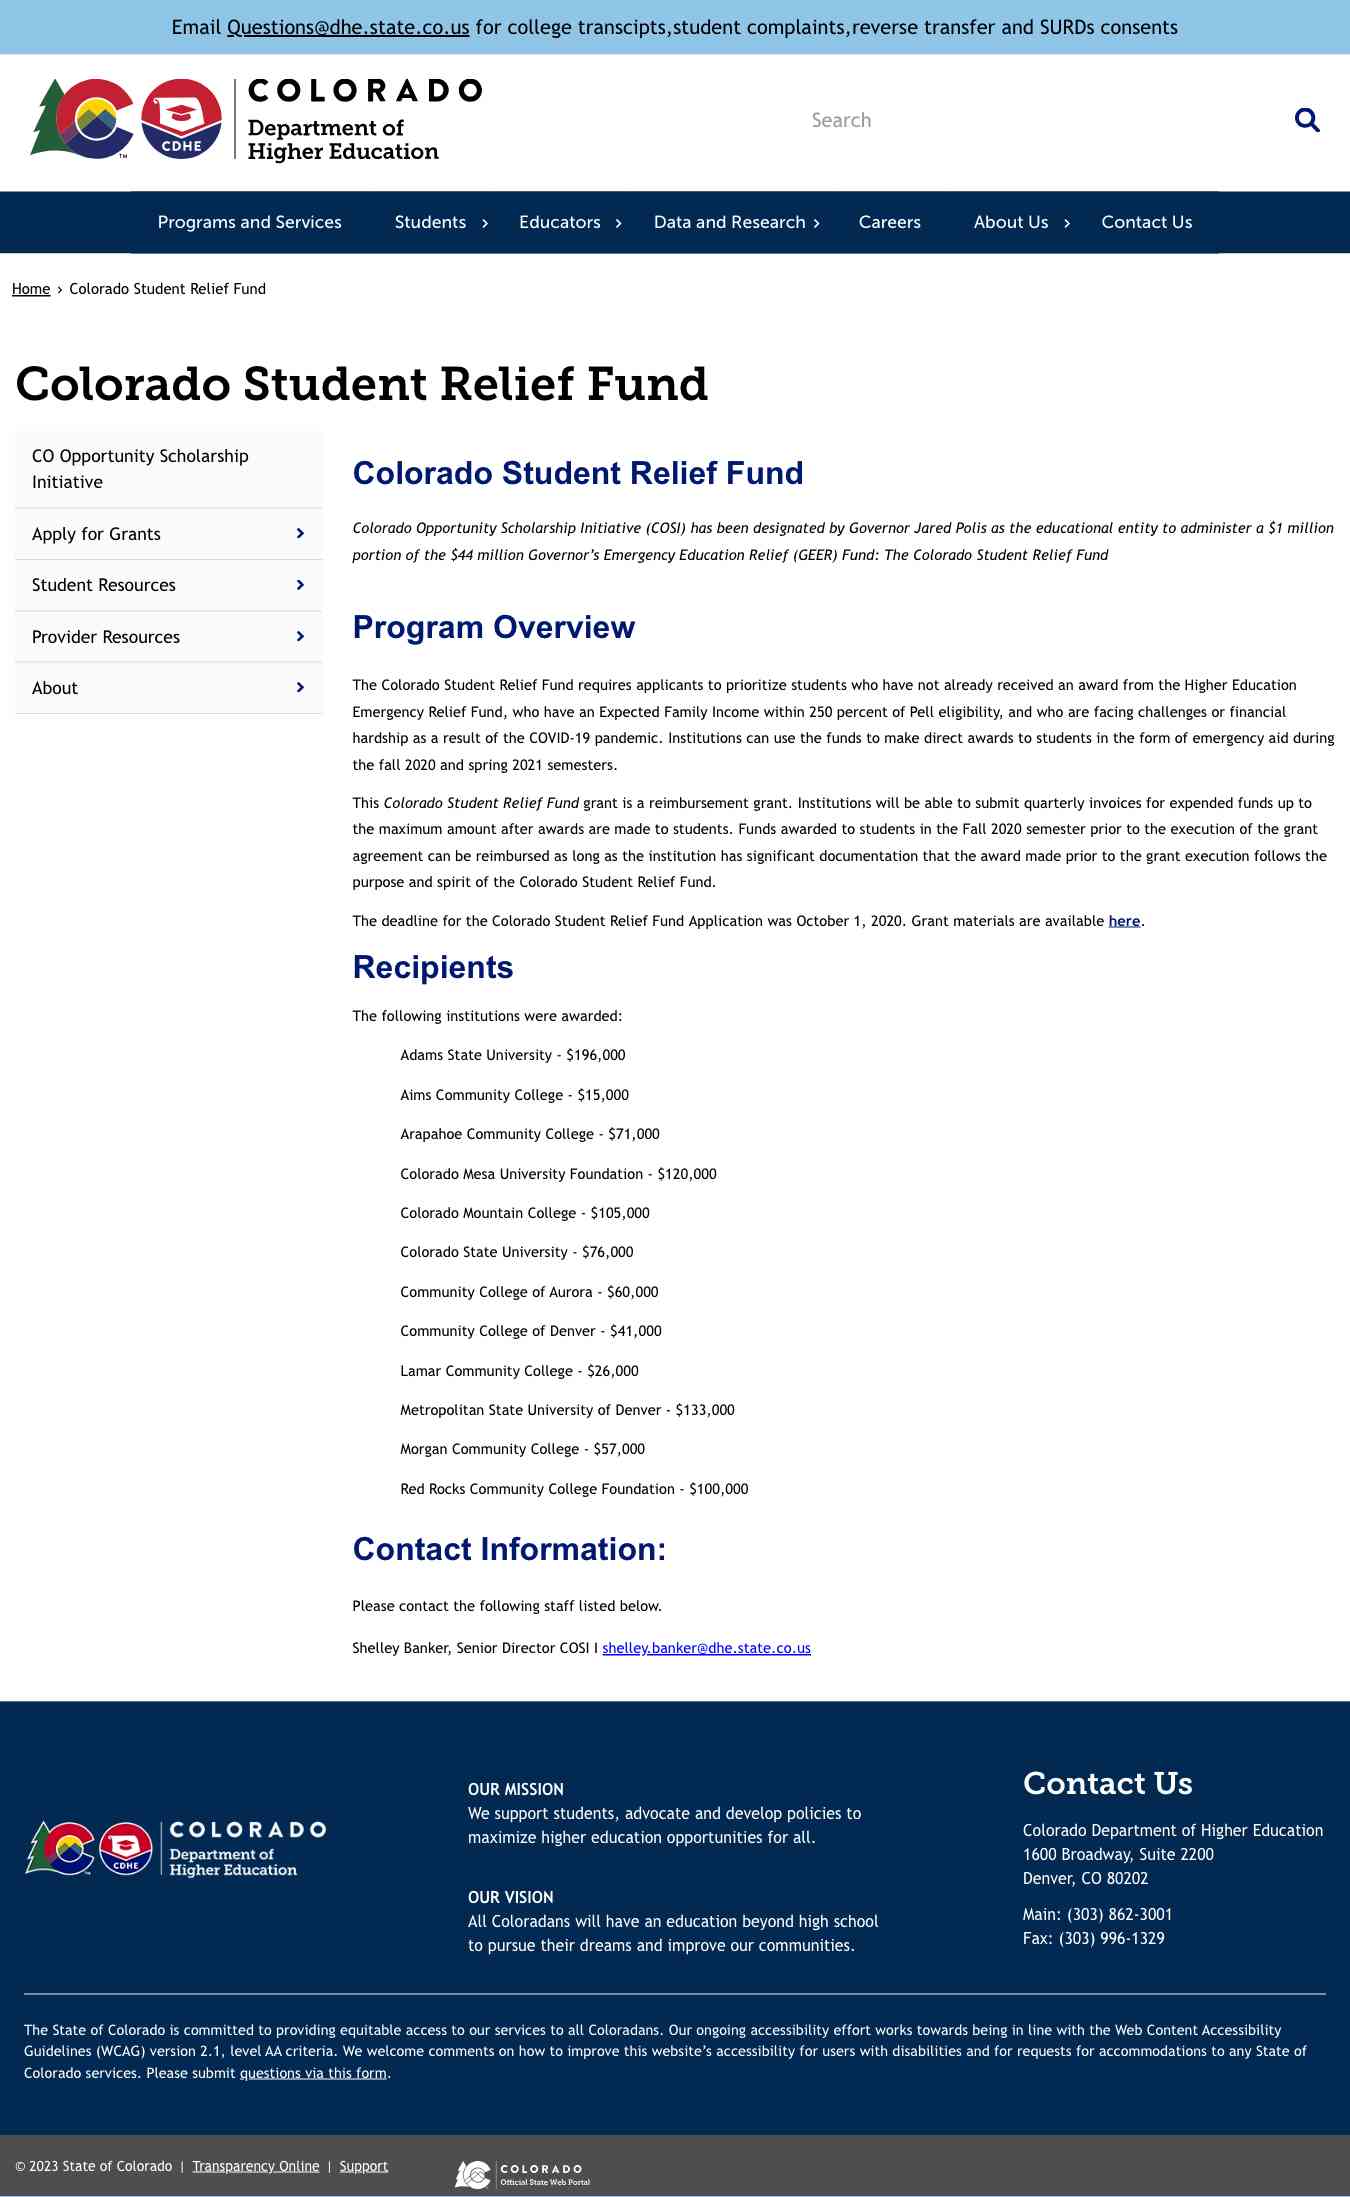 Email Questions@dhe.state.co.us for college transcipts,student complaints,reverse transfer and SURDs consents
COLORADO
Department of
Higher Education
CDHE
TM
Search
Programs and Services Students › Educators › Data and Research › Careers About Us › Contact Us
Home › Colorado Student Relief Fund
Colorado Student Relief Fund
CO Opportunity Scholarship
Initiative
Apply for Grants
Student Resources
Provider Resources
About
Colorado Student Relief Fund
Colorado Opportunity Scholarship Initiative (COSI) has been designated by Governor Jared Polis as the educational entity to administer a $1 million
portion of the $44 million Governor’s Emergency Education Relief (GEER) Fund: The Colorado Student Relief Fund
Program Overview
The Colorado Student Relief Fund requires applicants to prioritize students who have not already received an award from the Higher Education
Emergency Relief Fund, who have an Expected Family Income within 250 percent of Pell eligibility, and who are facing challenges or financial
hardship as a result of the COVID-19 pandemic. Institutions can use the funds to make direct awards to students in the form of emergency aid during
the fall 2020 and spring 2021 semesters.
This Colorado Student Relief Fund grant is a reimbursement grant. Institutions will be able to submit quarterly invoices for expended funds up to
the maximum amount after awards are made to students. Funds awarded to students in the Fall 2020 semester prior to the execution of the grant
agreement can be reimbursed as long as the institution has significant documentation that the award made prior to the grant execution follows the
purpose and spirit of the Colorado Student Relief Fund.
The deadline for the Colorado Student Relief Fund Application was October 1, 2020. Grant materials are available here.
Recipients
The following institutions were awarded:
Adams State University - $196,000
Aims Community College - $15,000
Arapahoe Community College - $71,000
Colorado Mesa University Foundation - $120,000
Colorado Mountain College - $105,000
Colorado State University - $76,000
Community College of Aurora - $60,000
Community College of Denver - $41,000
Lamar Community College - $26,000
Metropolitan State University of Denver - $133,000
Morgan Community College - $57,000
Red Rocks Community College Foundation - $100,000
Contact Information:
Please contact the following staff listed below.
Shelley Banker, Senior Director COSI I shelley.banker@dhe.state.co.us
COLORADO
Department of
Higher Education
CDHE
OUR MISSION
We support students, advocate and develop policies to
maximize higher education opportunities for all.
OUR VISION
All Coloradans will have an education beyond high school
to pursue their dreams and improve our communities.
Contact Us
Colorado Department of Higher Education
1600 Broadway, Suite 2200
Denver, CO 80202
Main: (303) 862-3001
Fax: (303) 996-1329
The State of Colorado is committed to providing equitable access to our services to all Coloradans. Our ongoing accessibility effort works towards being in line with the Web Content Accessibility
Guidelines (WCAG) version 2.1, level AA criteria. We welcome comments on how to improve this website’s accessibility for users with disabilities and for requests for accommodations to any State of
Colorado services. Please submit questions via this form.
© 2023 State of Colorado | Transparency Online | Support
COLORADO
Official State Web Portal